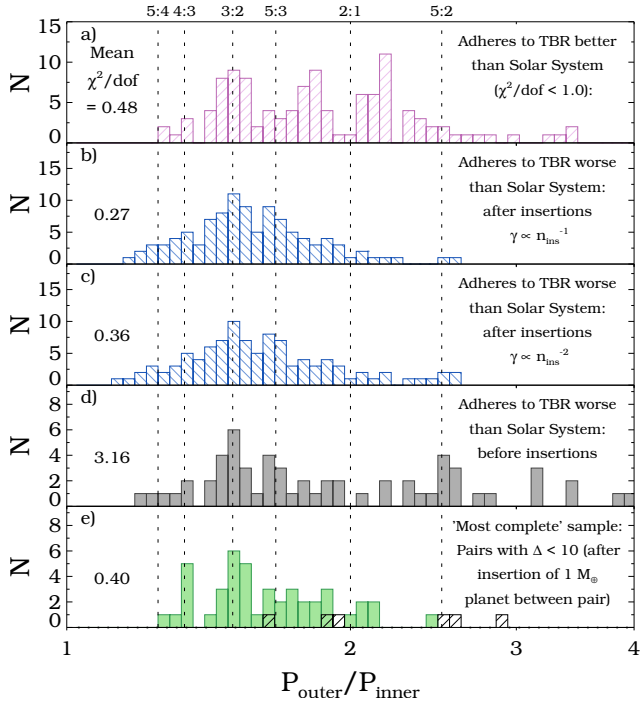 5:4 4:3 3:2 5:3 2:1 5:2
a)
Mean
χ²/dof
= 0.48
Adheres to TBR better
than Solar System
(χ²/dof < 1.0):
N
15
10
5
0
b)
0.27
Adheres to TBR worse
than Solar System:
after insertions
γ ∝ n_ins⁻¹
N
15
10
5
0
c)
0.36
Adheres to TBR worse
than Solar System:
after insertions
γ ∝ n_ins⁻²
N
15
10
5
0
d)
3.16
Adheres to TBR worse
than Solar System:
before insertions
N
8
6
4
2
0
e)
0.40
'Most complete' sample:
Pairs with Δ < 10 (after
insertion of 1 M⊕
planet between pair)
N
8
6
4
2
0
1 2 3 4
P_outer/P_inner